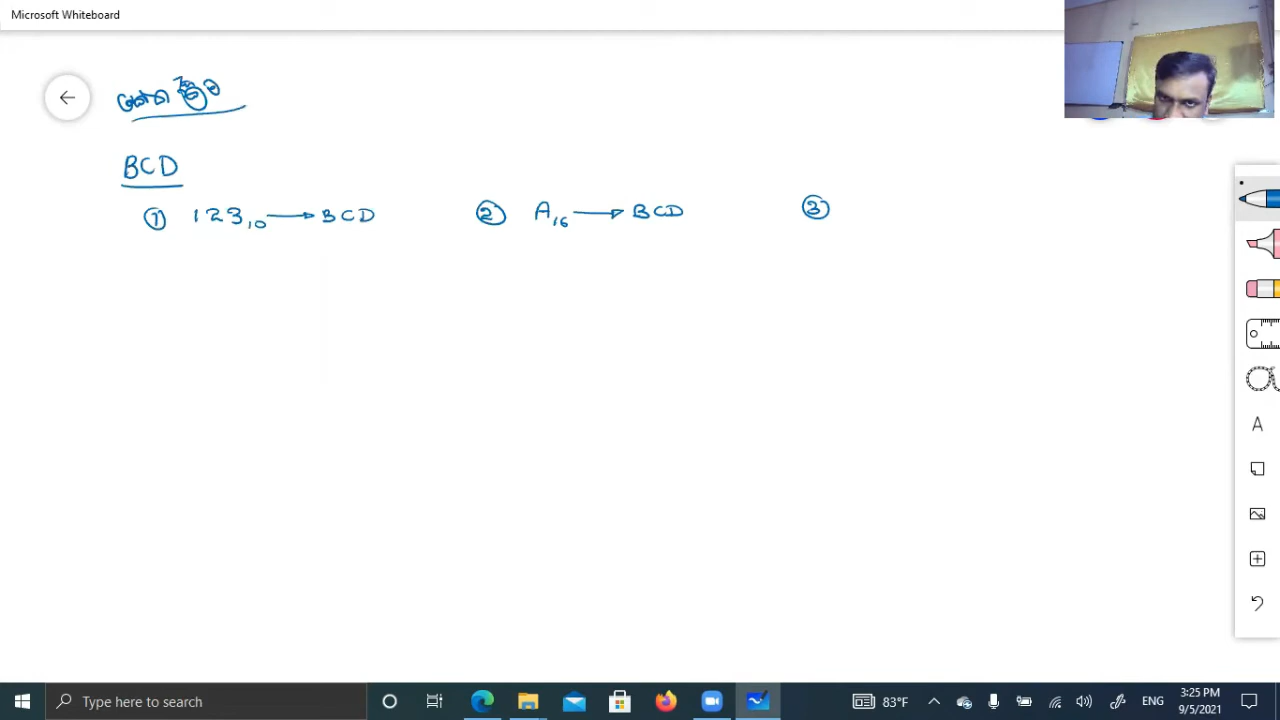 Microsoft Whiteboard
BCD
① 123₁₀ → BCD ② A₁₆ → BCD ③
A
Type here to search
83°F ENG 3:25 PM
9/5/2021